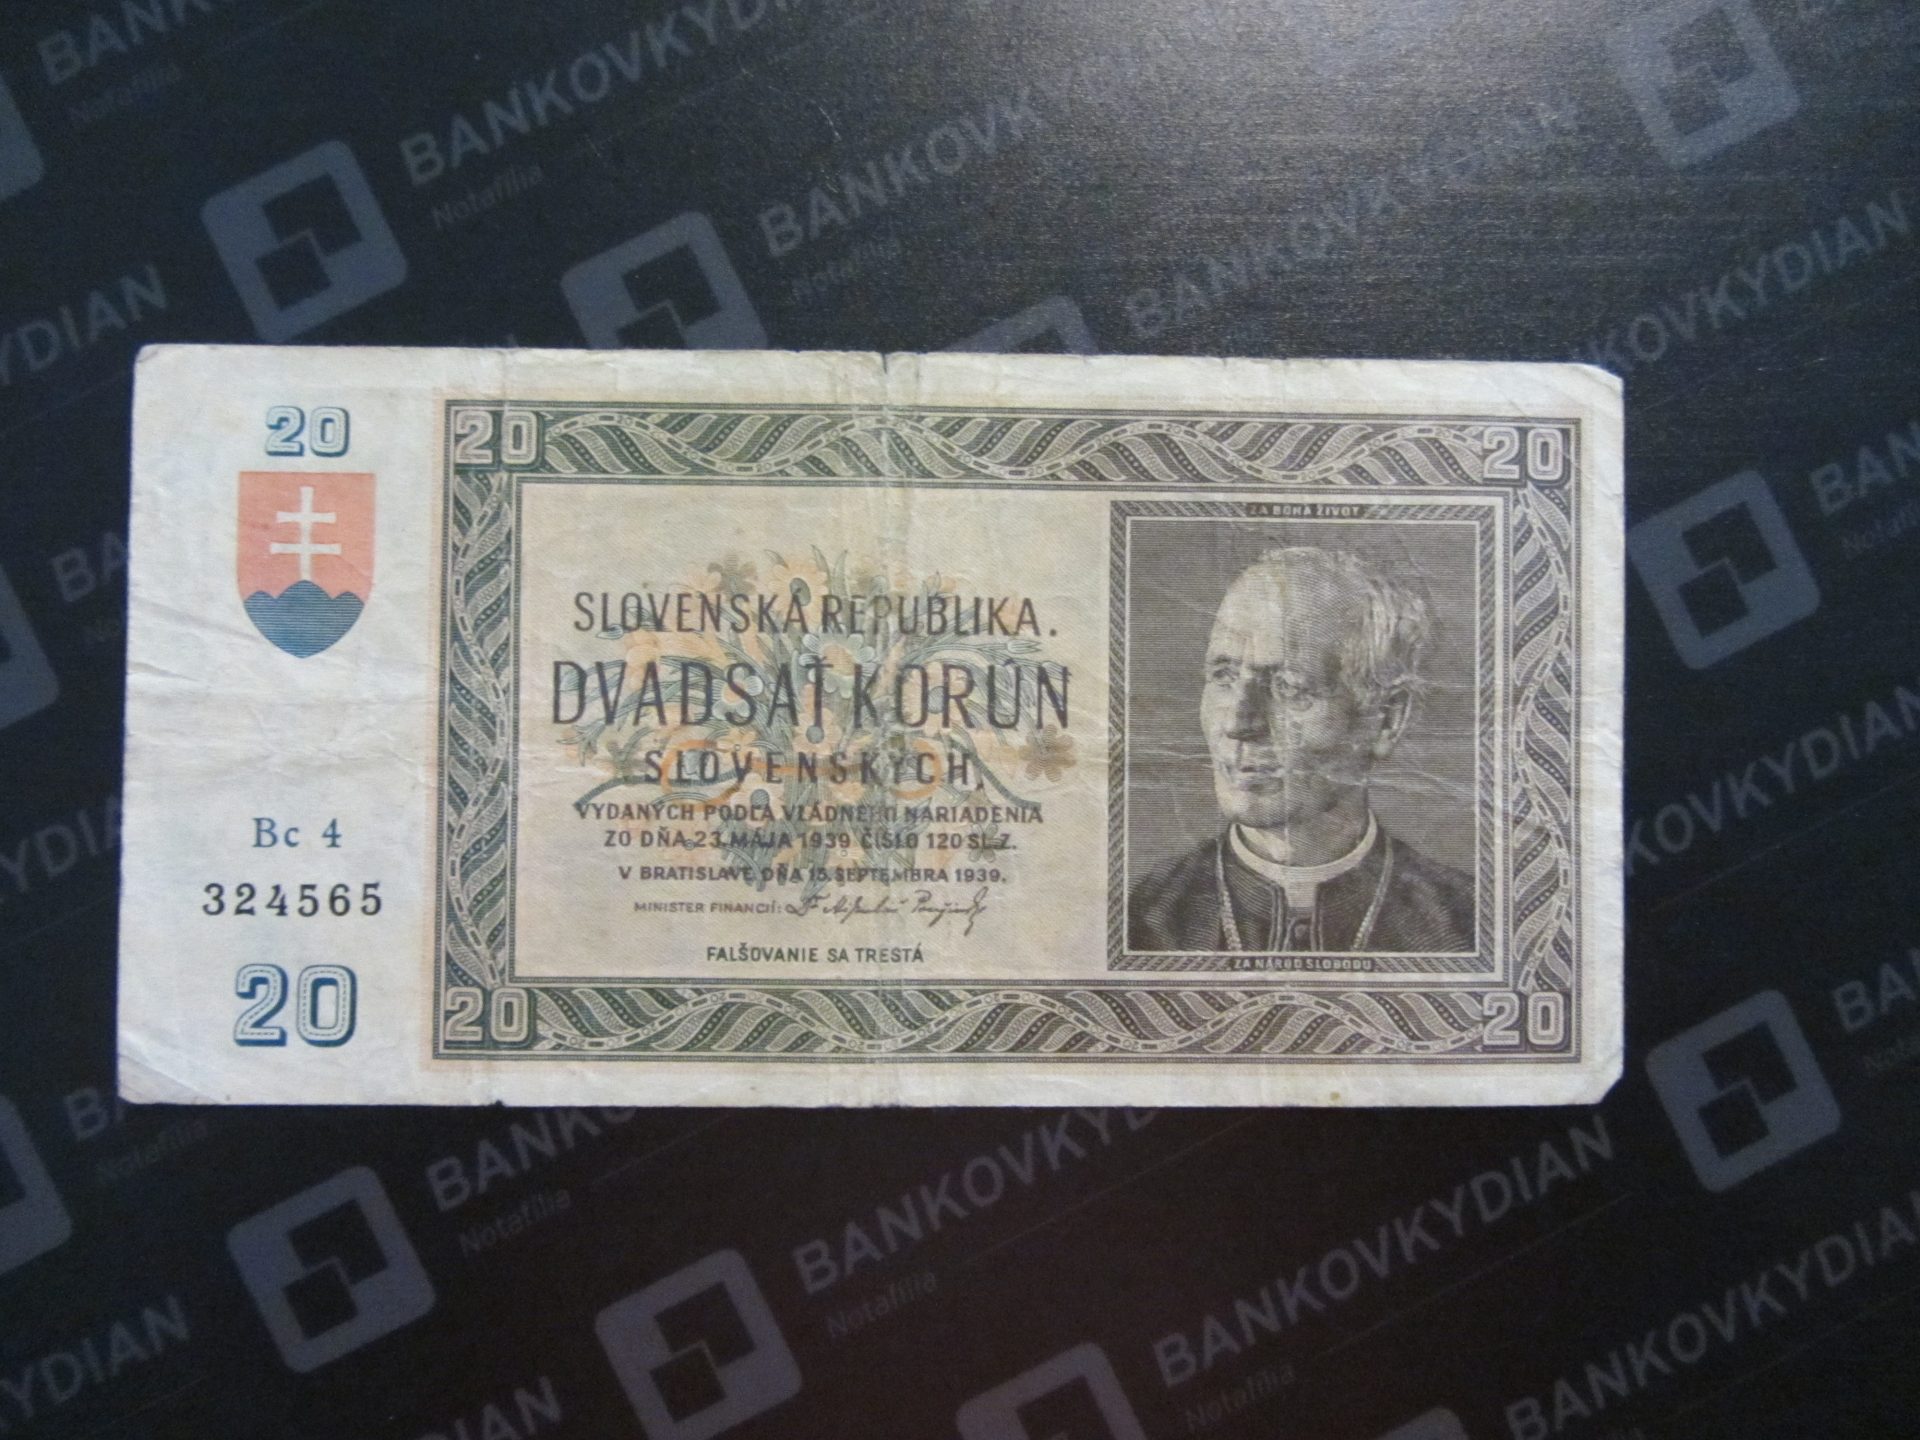 20
20
20
ZA BOHA ŽIVOT
SLOVENSKÁ REPUBLIKA.
DVADSAŤ KORÚN
SLOVENSKÝCH,
VYDANÝCH PODĽA VLÁDNEHO NARIADENIA
ZO DŇA 23. MÁJA 1939 ČÍSLO 120 SL. Z.
V BRATISLAVE DŇA 15. SEPTEMBRA 1939.
MINISTER FINANCIÍ:
FALŠOVANIE SA TRESTÁ
ZA NÁROD SLOBODU
Bc 4
324565
20
20
20
BANKOVKYDIAN
Notafília